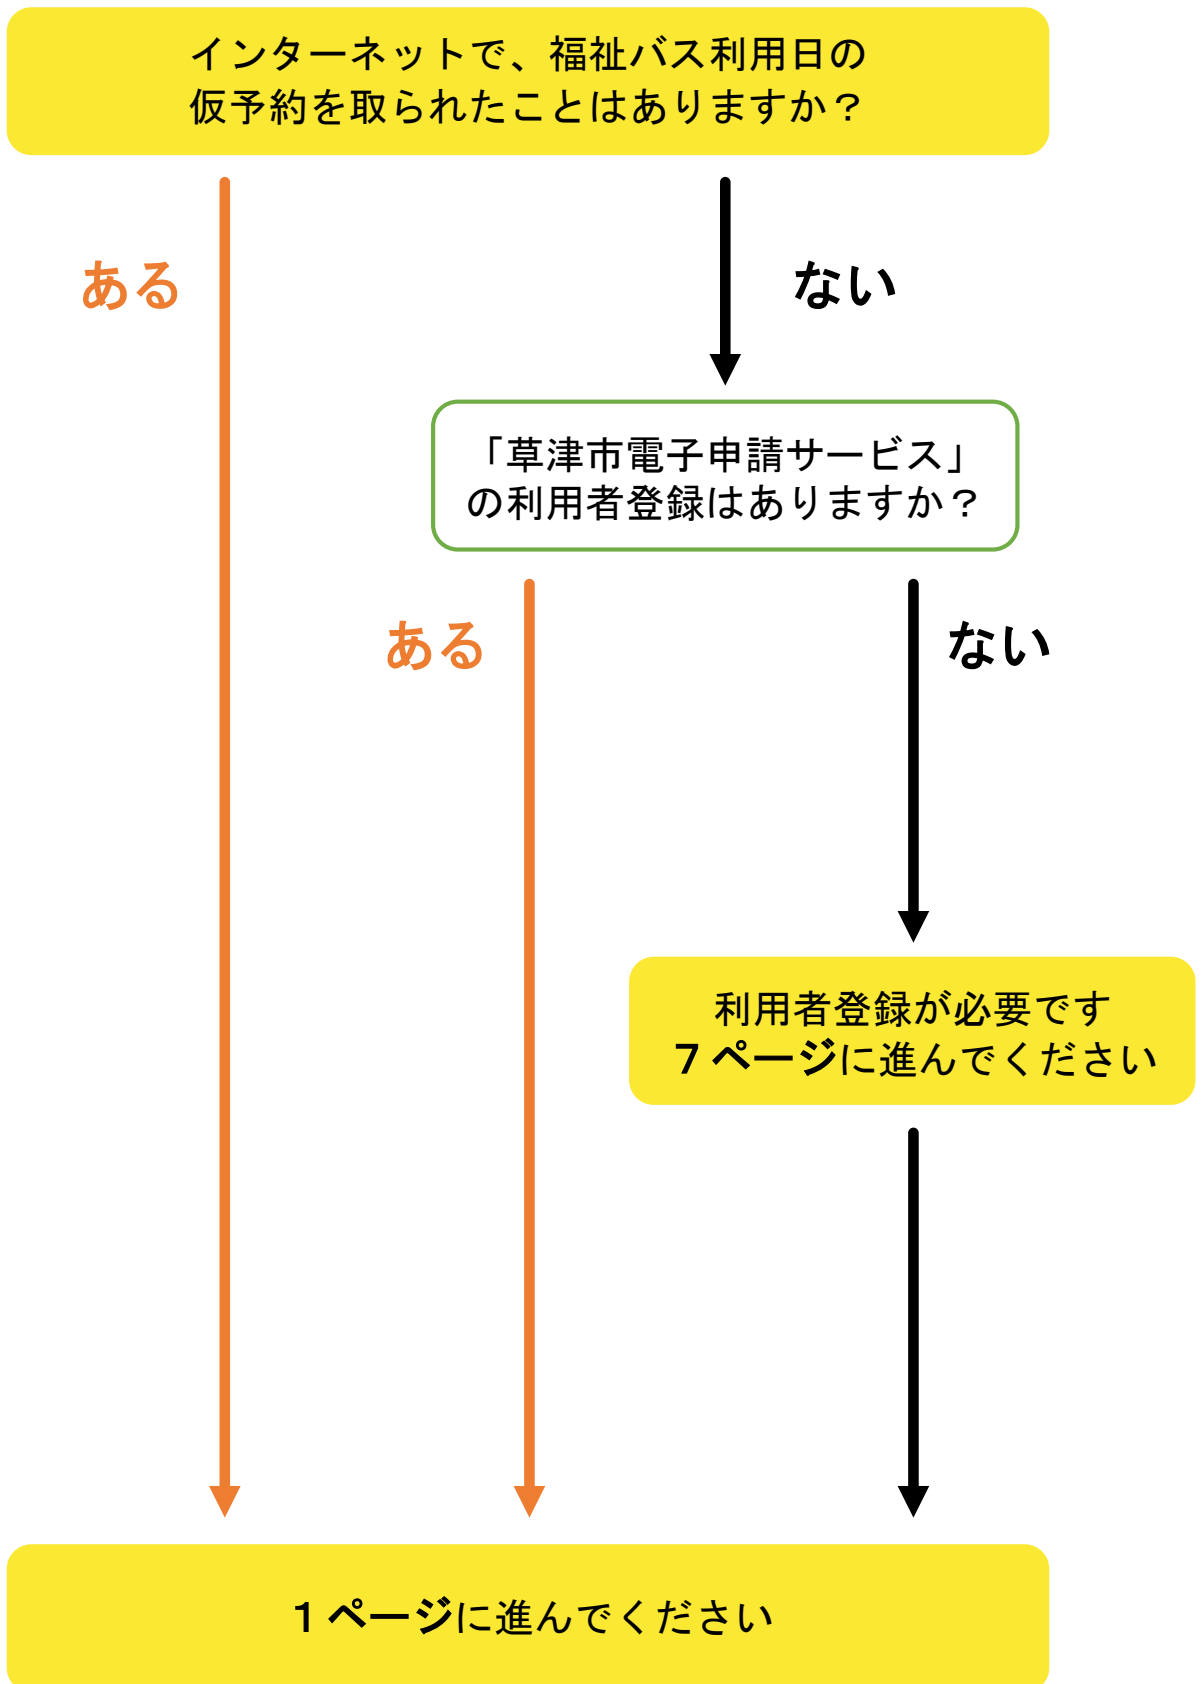 インターネットで、福祉バス利用日の
仮予約を取られたことはありますか？
ある
ない
「草津市電子申請サービス」
の利用者登録はありますか？
ある
ない
利用者登録が必要です
7 ページに進んでください
1 ページに進んでください